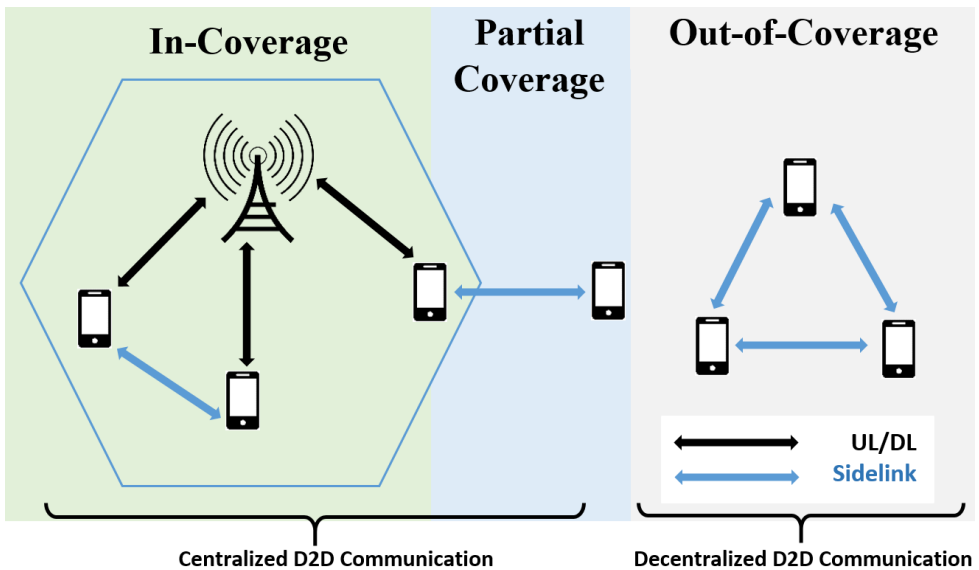 In-Coverage
Partial
Coverage
Out-of-Coverage
UL/DL
Sidelink
Centralized D2D Communication
Decentralized D2D Communication